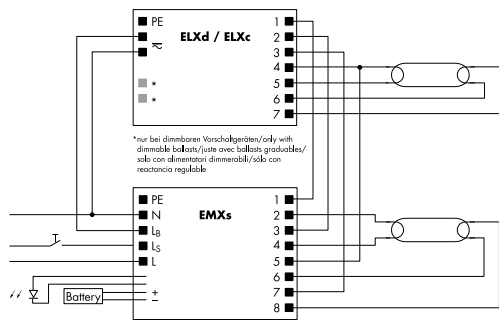 PE
ELXd / ELXc
*
*
1
2
3
4
5
6
7
*nur bei dimmbaren Vorschaltgeräten/only with
dimmable ballasts/juste avec ballasts graduables/
solo con alimentatori dimmerabili/sólo con
reactancia regulable
PE
N
LB
LS
L
+
–
EMXs
1
2
3
4
5
6
7
8
Battery